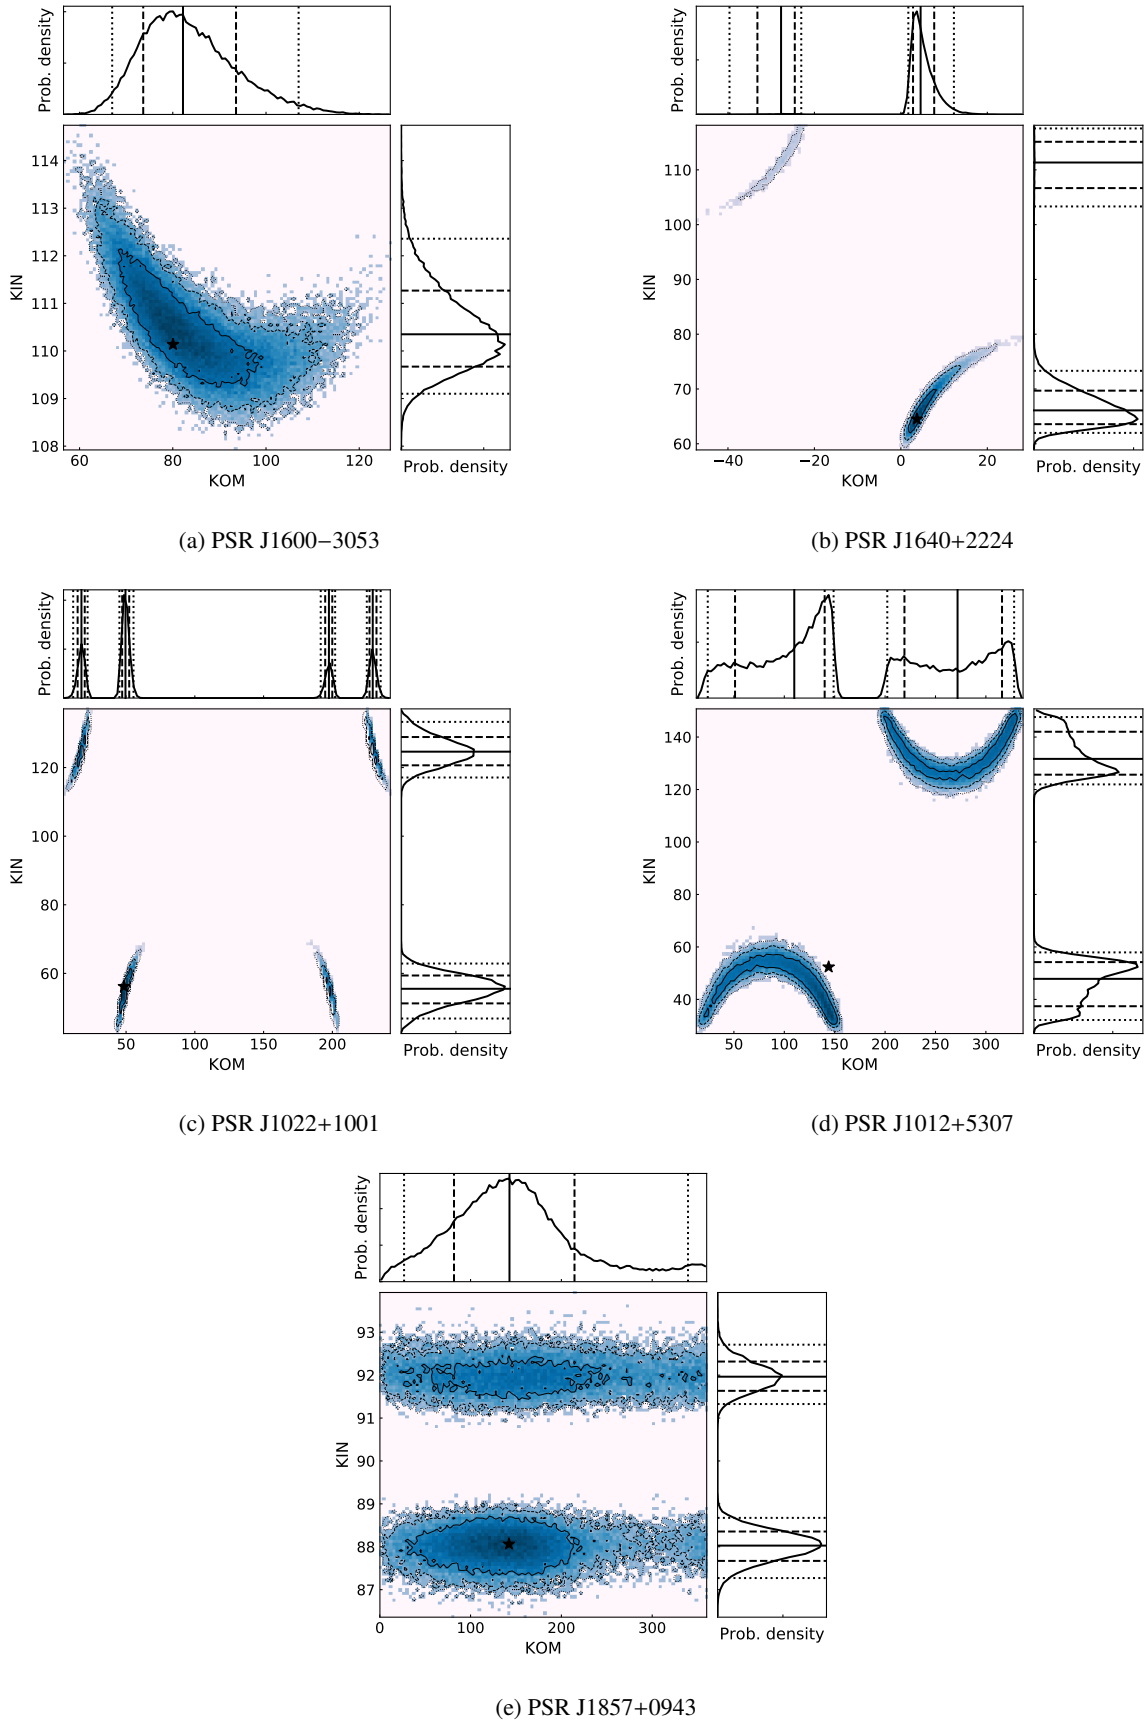 Prob. density
114
113
112
111
110
109
108
KIN
60 80 100 120
KOM
Prob. density
(a) PSR J1600−3053
Prob. density
110
100
90
80
70
60
KIN
−40 −20 0 20
KOM
Prob. density
(b) PSR J1640+2224
Prob. density
120
100
80
60
KIN
50 100 150 200
KOM
Prob. density
(c) PSR J1022+1001
Prob. density
140
120
100
80
60
40
KIN
50 100 150 200 250 300
KOM
Prob. density
(d) PSR J1012+5307
Prob. density
93
92
91
90
89
88
87
KIN
0 100 200 300
KOM
Prob. density
(e) PSR J1857+0943